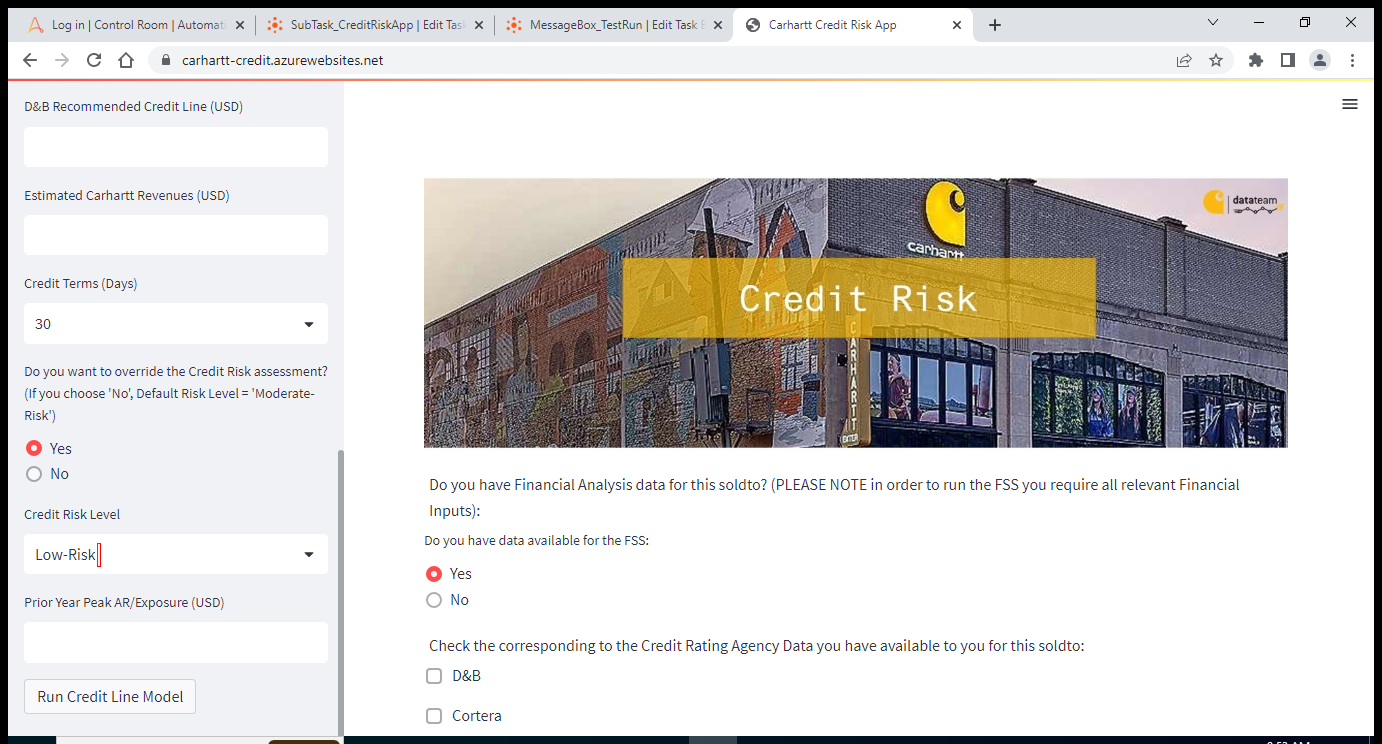 Log in | Control Room | Automat
SubTask_CreditRiskApp | Edit Tas
MessageBox_TestRun | Edit Task B
Carhartt Credit Risk App
carhartt-credit.azurewebsites.net
D&B Recommended Credit Line (USD)
Estimated Carhartt Revenues (USD)
Credit Terms (Days)
30
Do you want to override the Credit Risk assessment?
(If you choose 'No', Default Risk Level = 'Moderate-
Risk')
Yes
No
Credit Risk Level
Low-Risk
Prior Year Peak AR/Exposure (USD)
Run Credit Line Model
datateam
carhartt
Credit Risk
CARHARTT
ENTER
Do you have Financial Analysis data for this soldto? (PLEASE NOTE in order to run the FSS you require all relevant Financial
Inputs):
Do you have data available for the FSS:
Yes
No
Check the corresponding to the Credit Rating Agency Data you have available to you for this soldto:
D&B
Cortera